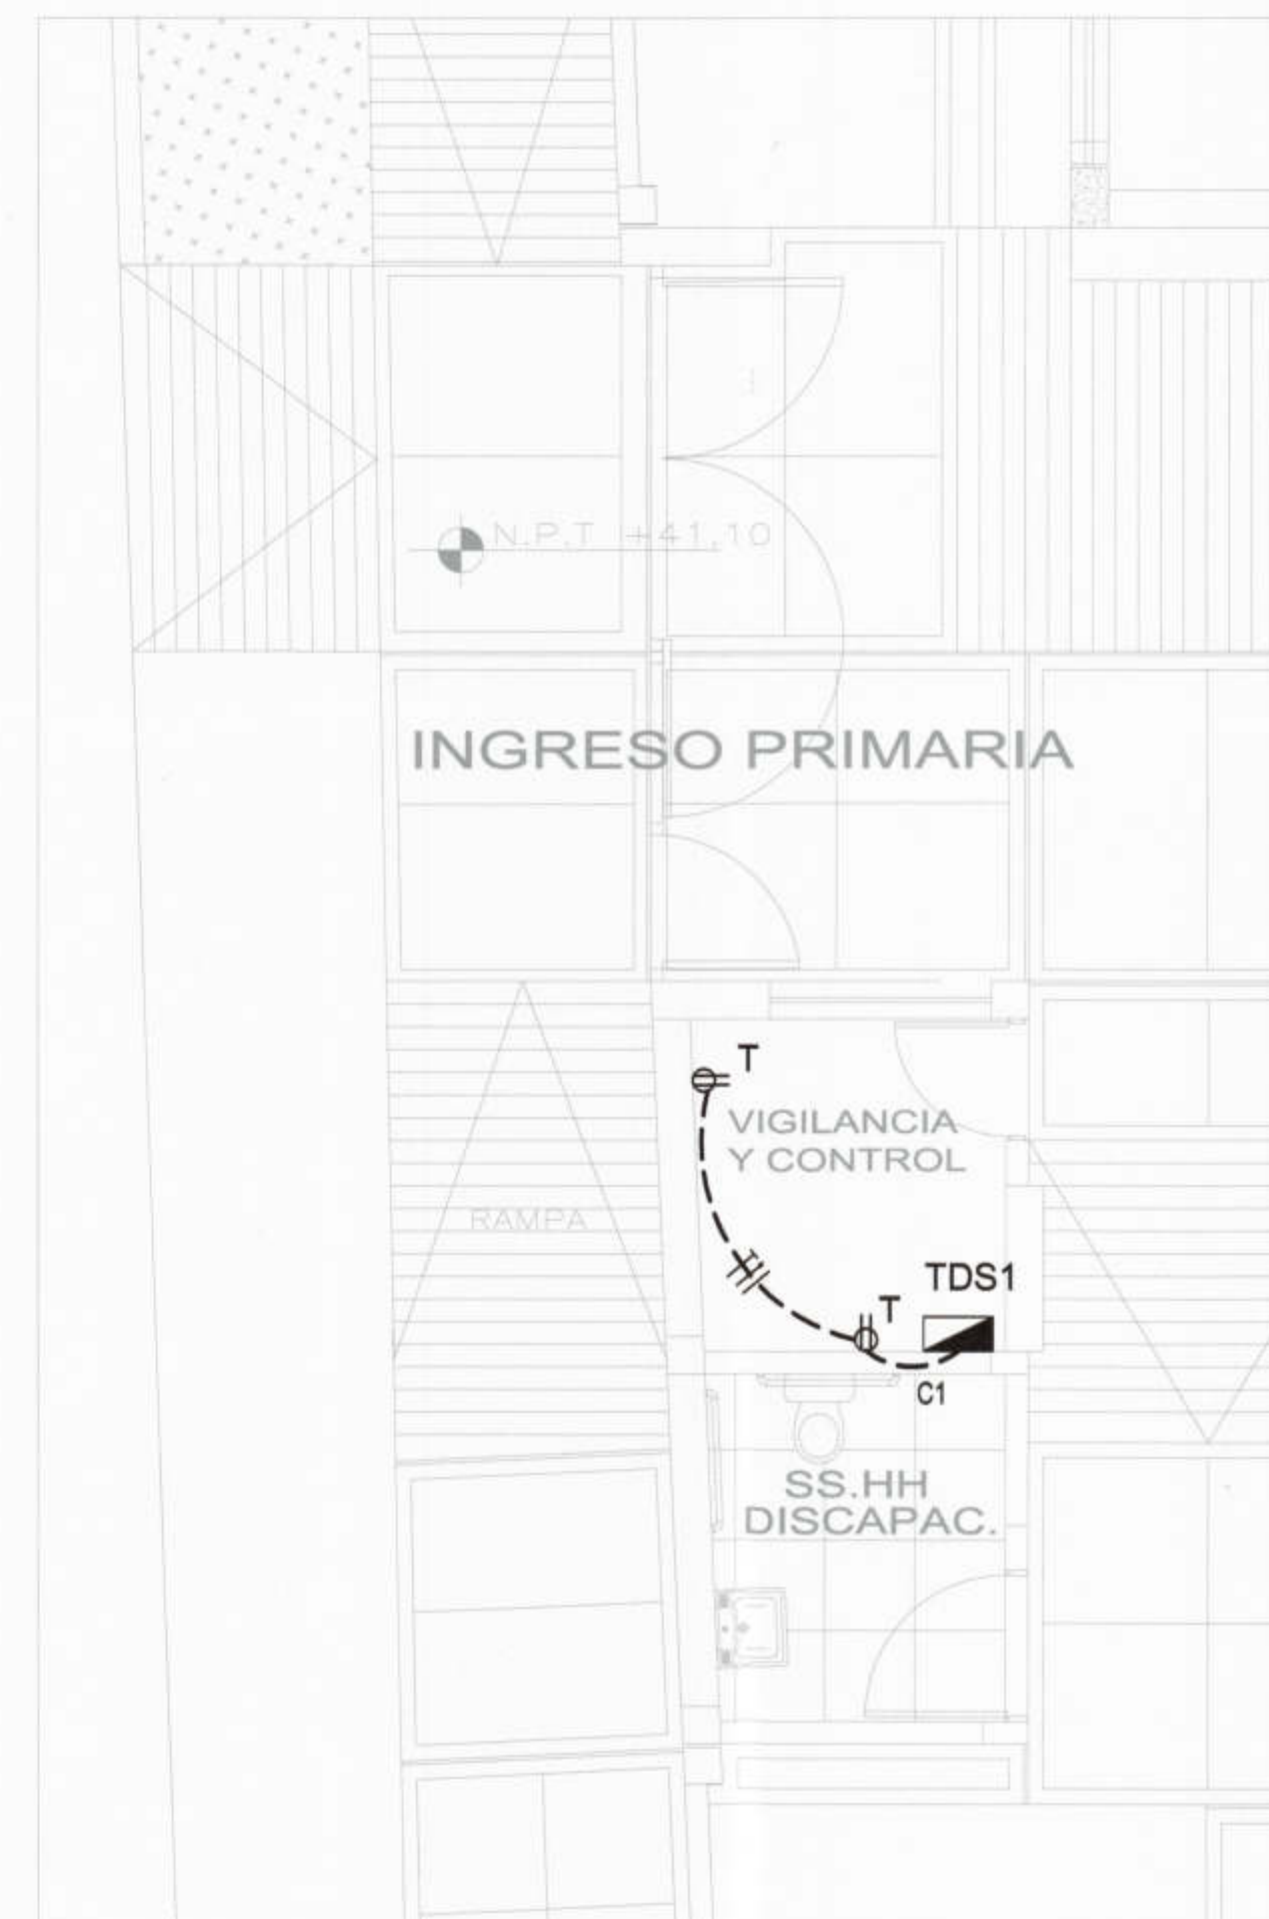 N.P.T +41.10
INGRESO PRIMARIA
T
VIGILANCIA
Y CONTROL
RAMPA
TDS1
T
C1
SS.HH
DISCAPAC.